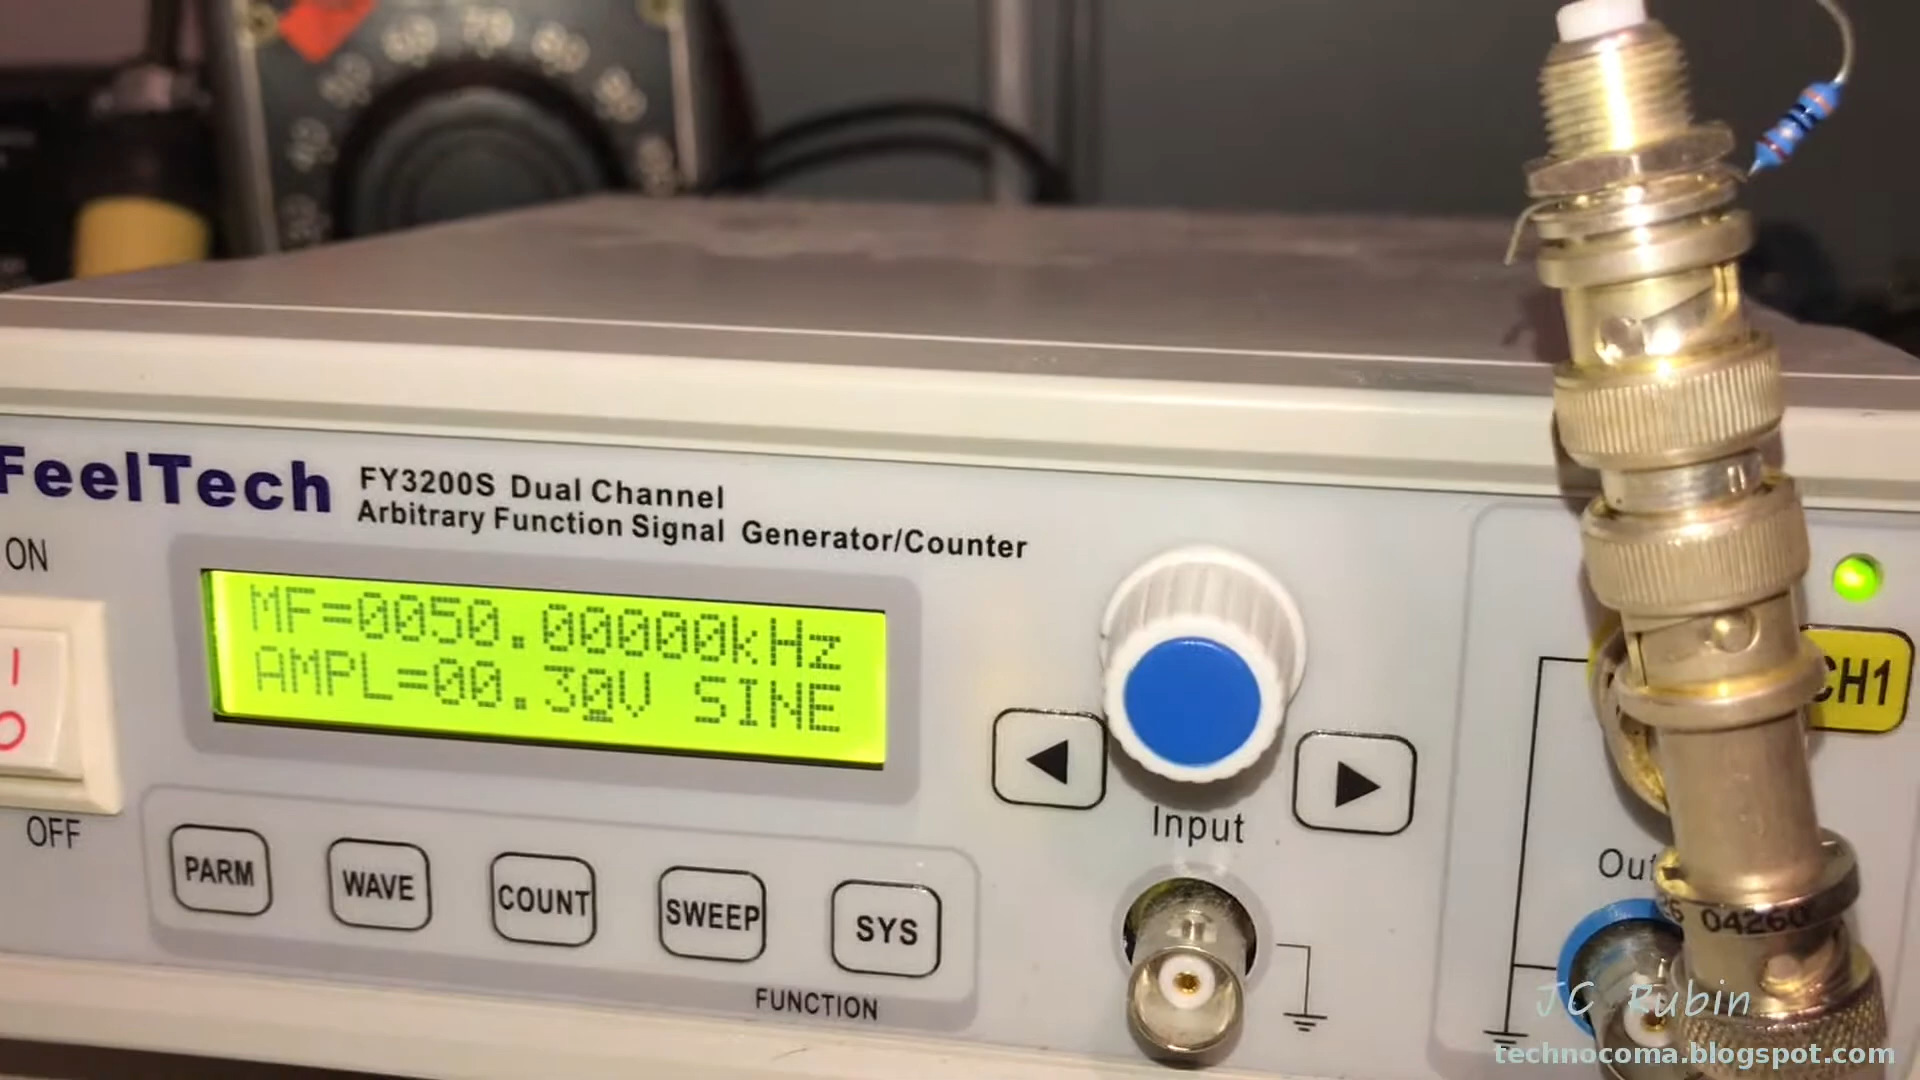 FeelTech
FY3200S Dual Channel
Arbitrary Function Signal Generator/Counter
ON
MF=0050.00000kHz
AMPL=00.30V SINE
OFF
PARM
WAVE
COUNT
SWEEP
SYS
FUNCTION
Input
CH1
04260
JC Rubin
technocoma.blogspot.com